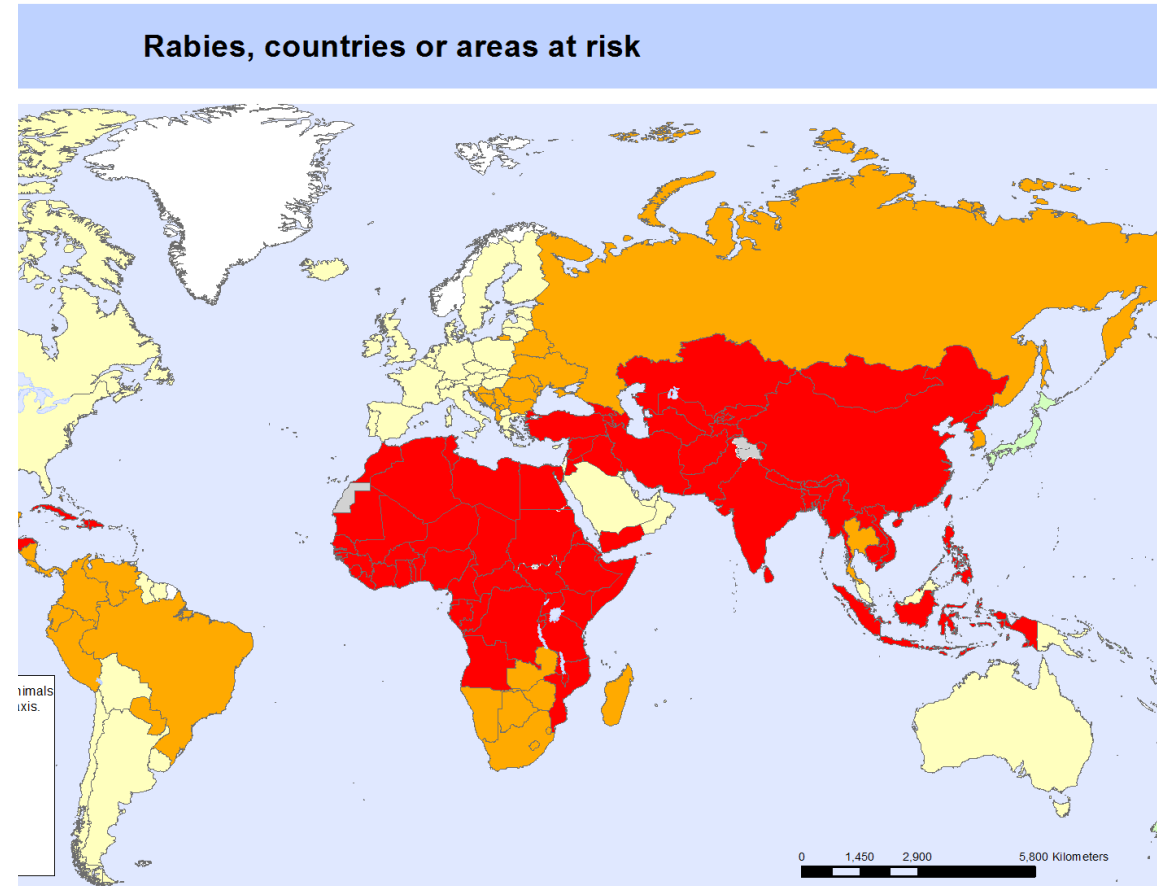 Rabies, countries or areas at risk
nimals
axis.
0 1,450 2,900 5,800 Kilometers